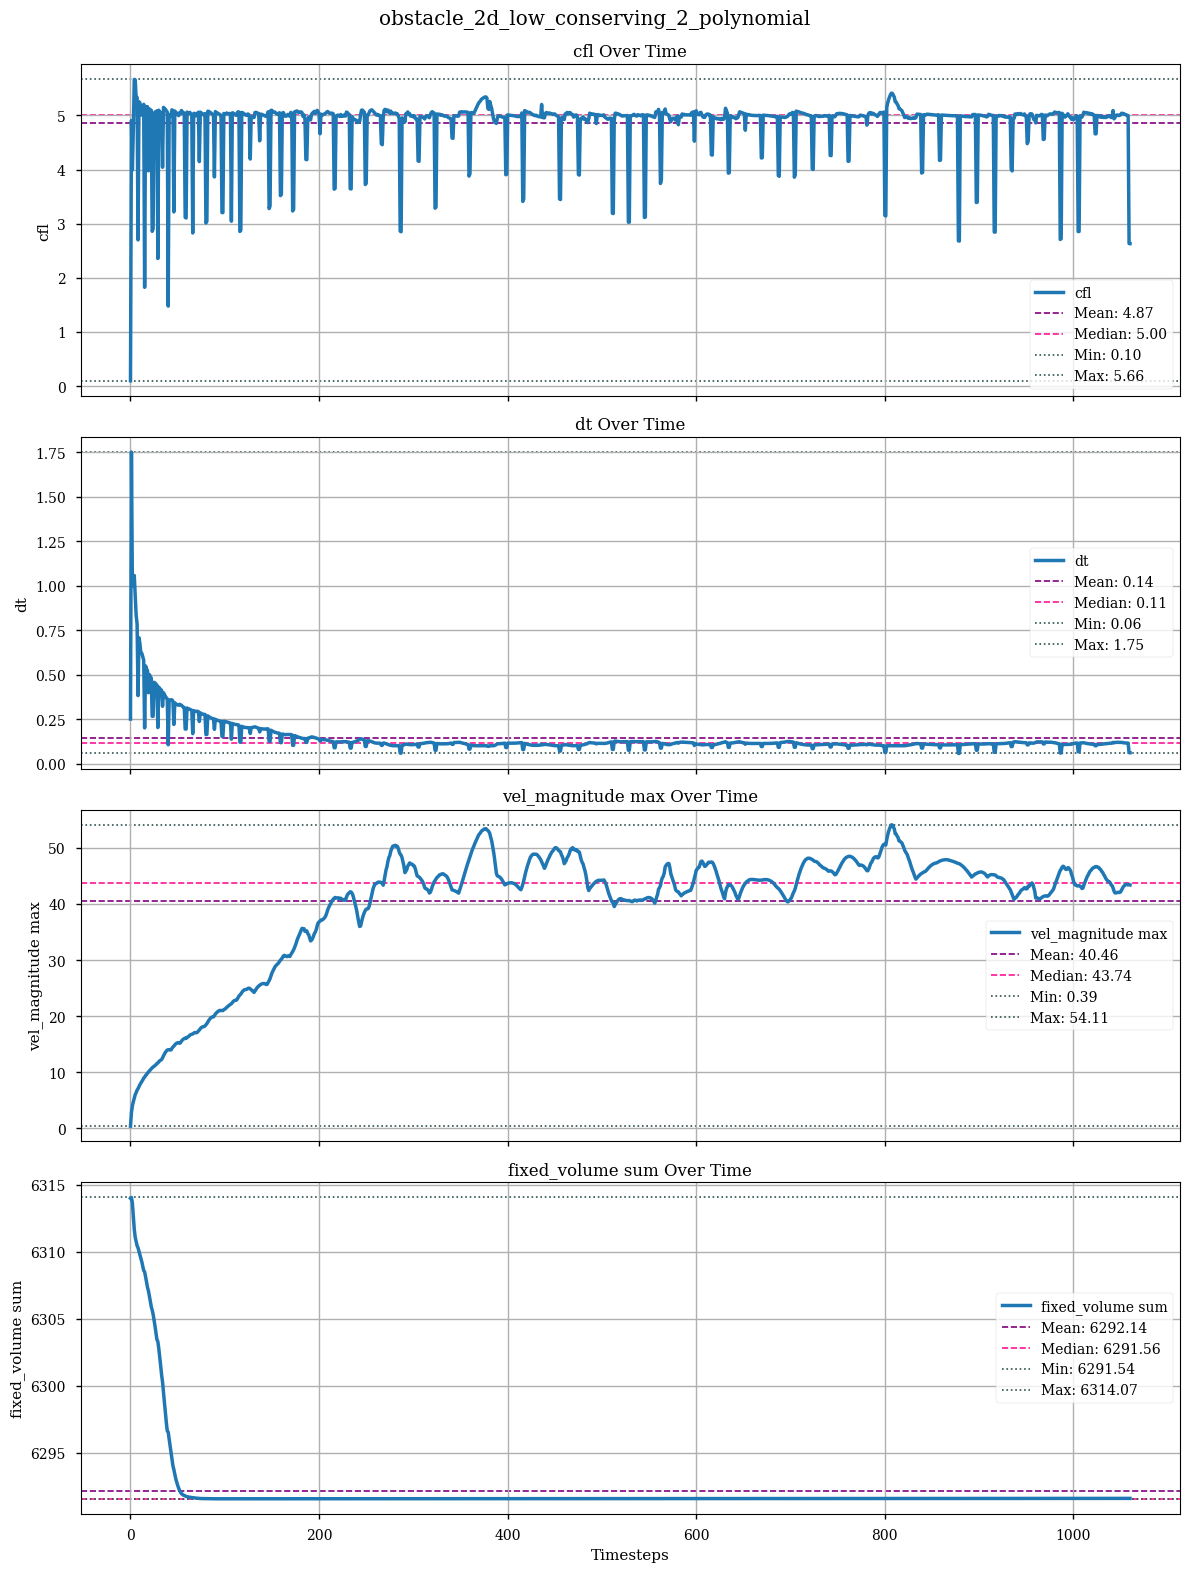 obstacle_2d_low_conserving_2_polynomial
cfl Over Time
cfl
5
4
3
2
1
0
cfl
Mean: 4.87
Median: 5.00
Min: 0.10
Max: 5.66
dt Over Time
dt
1.75
1.50
1.25
1.00
0.75
0.50
0.25
0.00
dt
Mean: 0.14
Median: 0.11
Min: 0.06
Max: 1.75
vel_magnitude max Over Time
vel_magnitude max
50
40
30
20
10
0
vel_magnitude max
Mean: 40.46
Median: 43.74
Min: 0.39
Max: 54.11
fixed_volume sum Over Time
fixed_volume sum
6315
6310
6305
6300
6295
fixed_volume sum
Mean: 6292.14
Median: 6291.56
Min: 6291.54
Max: 6314.07
0 200 400 600 800 1000
Timesteps